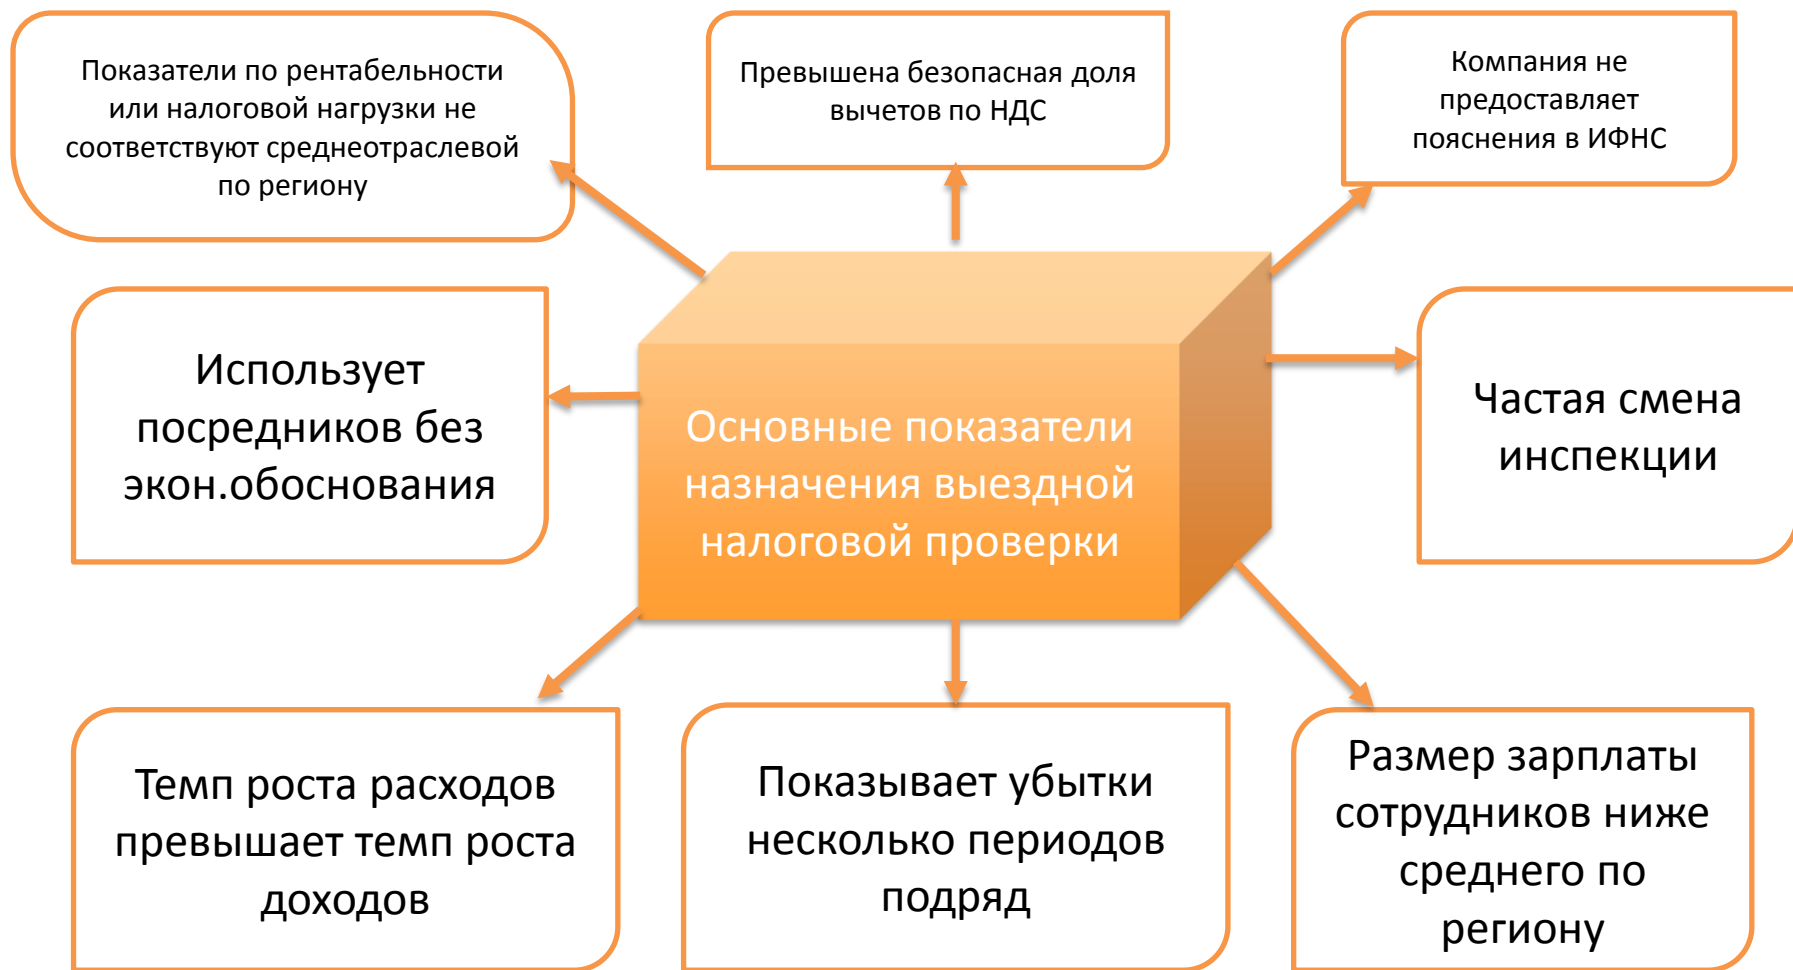 Показатели по рентабельности
или налоговой нагрузки не
соответствуют среднеотраслевой
по региону
Превышена безопасная доля
вычетов по НДС
Компания не
предоставляет
пояснения в ИФНС
Использует
посредников без
экон.обоснования
Основные показатели
назначения выездной
налоговой проверки
Частая смена
инспекции
Темп роста расходов
превышает темп роста
доходов
Показывает убытки
несколько периодов
подряд
Размер зарплаты
сотрудников ниже
среднего по
региону